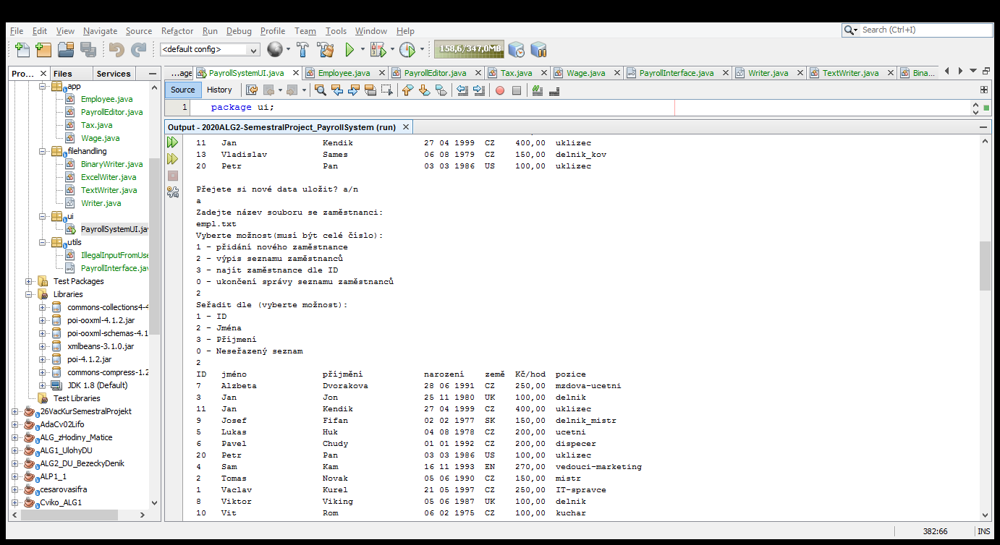 File Edit View Navigate Source Refactor Run Debug Profile Team Tools Window Help
Search (Ctrl+I)
<default config>
158,6/347,0MB
Pro... Files Services
...age PayrollSystemUI.java Employee.java PayrollEditor.java Tax.java Wage.java PayrollInterface.java Writer.java TextWriter.java Bina...
Source History
1 package ui;
app
Employee.java
PayrollEditor.java
Tax.java
Wage.java
filehandling
BinaryWriter.java
ExcelWiter.java
TextWriter.java
Writer.java
ui
PayrollSystemUI.jav
utils
IllegalInputFromUse
PayrollInterface.jav
Test Packages
Libraries
commons-collections4-4
poi-ooxml-4.1.2.jar
poi-ooxml-schemas-4.1
xmlbeans-3.1.0.jar
poi-4.1.2.jar
commons-compress-1.2
JDK 1.8 (Default)
Test Libraries
26VacKurSemestralProjekt
AdaCv02Lifo
ALG_zHodiny_Matice
ALG1_UlohyDU
ALG2_DU_BezeckyDenik
ALP1_1
cesarovasifra
Cviko_ALG1
Output - 2020ALG2-SemestralProject_PayrollSystem (run)
11 Jan Kendik 27 04 1999 CZ 400,00 uklizec
13 Vladislav Sames 06 08 1979 CZ 150,00 delnik_kov
20 Petr Pan 03 03 1986 US 100,00 uklizec
Přejete si nové data uložit? a/n
a
Zadejte název souboru se zaměstnanci:
empl.txt
Vyberte možnost(musí být celé číslo):
1 - přidání nového zaměstnance
2 - výpis seznamu zaměstnanců
3 - najít zaměstnance dle ID
0 - ukončení správy seznamu zaměstnanců
2
Seřadit dle (vyberte možnost):
1 - ID
2 - Jména
3 - Příjmení
0 - Neseřazený seznam
2
ID jméno příjmění narození země Kč/hod pozice
7 Alzbeta Dvorakova 28 06 1991 CZ 250,00 mzdova-ucetni
3 Jan Jon 25 11 1980 UK 100,00 delnik
11 Jan Kendik 27 04 1999 CZ 400,00 uklizec
9 Josef Fifan 02 02 1977 SK 150,00 delnik_mistr
5 Lukas Huk 04 08 1978 CZ 200,00 ucetni
6 Pavel Chudy 01 01 1992 CZ 200,00 dispecer
20 Petr Pan 03 03 1986 US 100,00 uklizec
4 Sam Kam 16 11 1993 EN 270,00 vedouci-marketing
2 Tomas Novak 05 06 1990 CZ 150,00 mistr
1 Vaclav Kurel 21 05 1997 CZ 250,00 IT-spravce
8 Viktor Viking 05 06 1987 UK 100,00 delnik
10 Vit Rom 06 02 1975 CZ 100,00 kuchar
382:66 INS